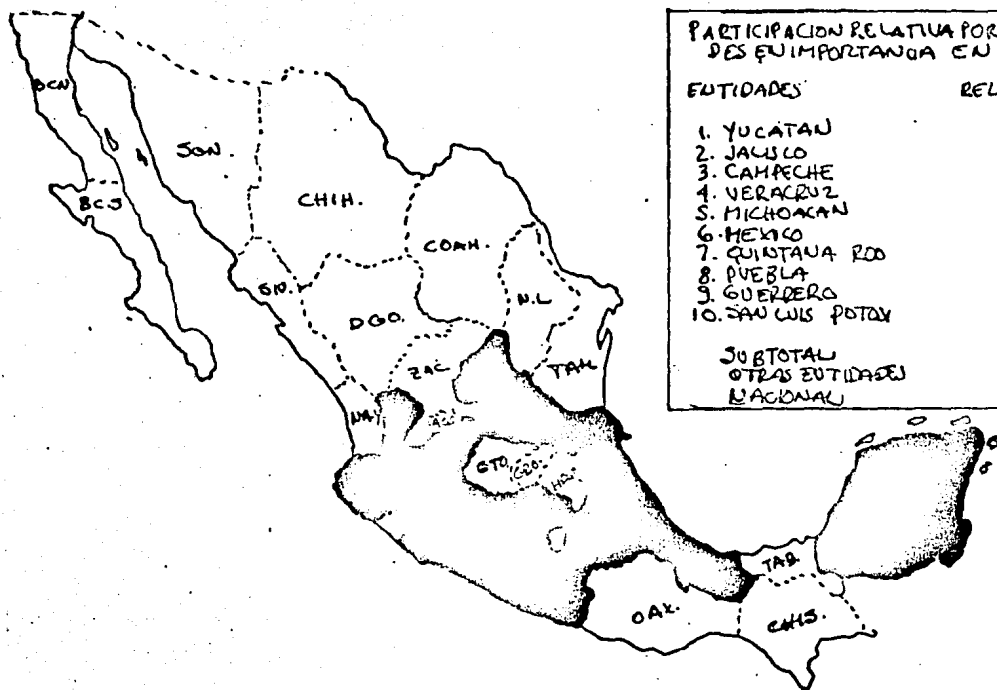 PARTICIPACION RELATIVA POR
DES EN IMPORTANCIA EN
ENTIDADES REL
1. YUCATAN
2. JALISCO
3. CAMPECHE
4. VERACRUZ
5. MICHOACAN
6. MEXICO
7. QUINTANA ROO
8. PUEBLA
9. GUERRERO
10. SAN LUIS POTOSI
SUBTOTAL
OTRAS ENTIDADES
NACIONAL
BCN
SON.
BCS
CHIH.
COAH.
SIN.
DGO.
N.L
ZAC
TAM.
NAY
GTO.
QRO.
TAB.
OAX.
CHIS.